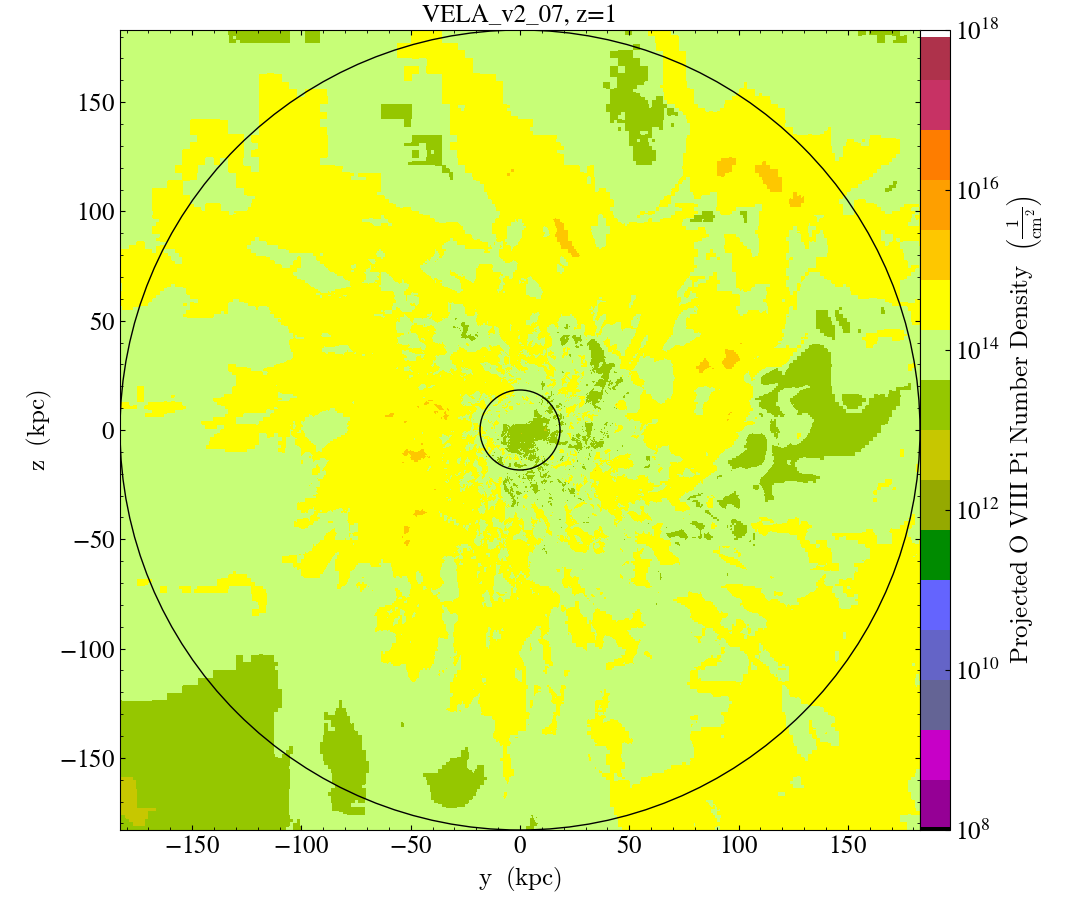 VELA_v2_07, z=1
10^18
10^16
10^14
10^12
10^10
10^8
Projected O VIII Pi Number Density (1/cm^2)
z (kpc)
150
100
50
0
−50
−100
−150
−150 −100 −50 0 50 100 150
y (kpc)